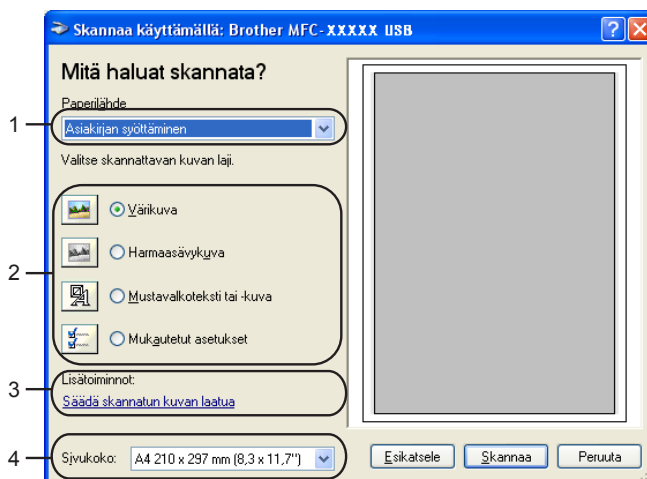 Skannaa käyttämällä: Brother MFC-XXXXX USB
Mitä haluat skannata?
Paperilähde
1
Asiakirjan syöttäminen
Valitse skannattavan kuvan laji.
Värikuva
Harmaasävykuva
2
Mustavalkoteksti tai -kuva
Mukautetut asetukset
Lisätoiminnot:
3
Säädä skannatun kuvan laatua
4
Sivukoko: A4 210 x 297 mm (8,3 x 11,7")
Esikatsele Skannaa Peruuta